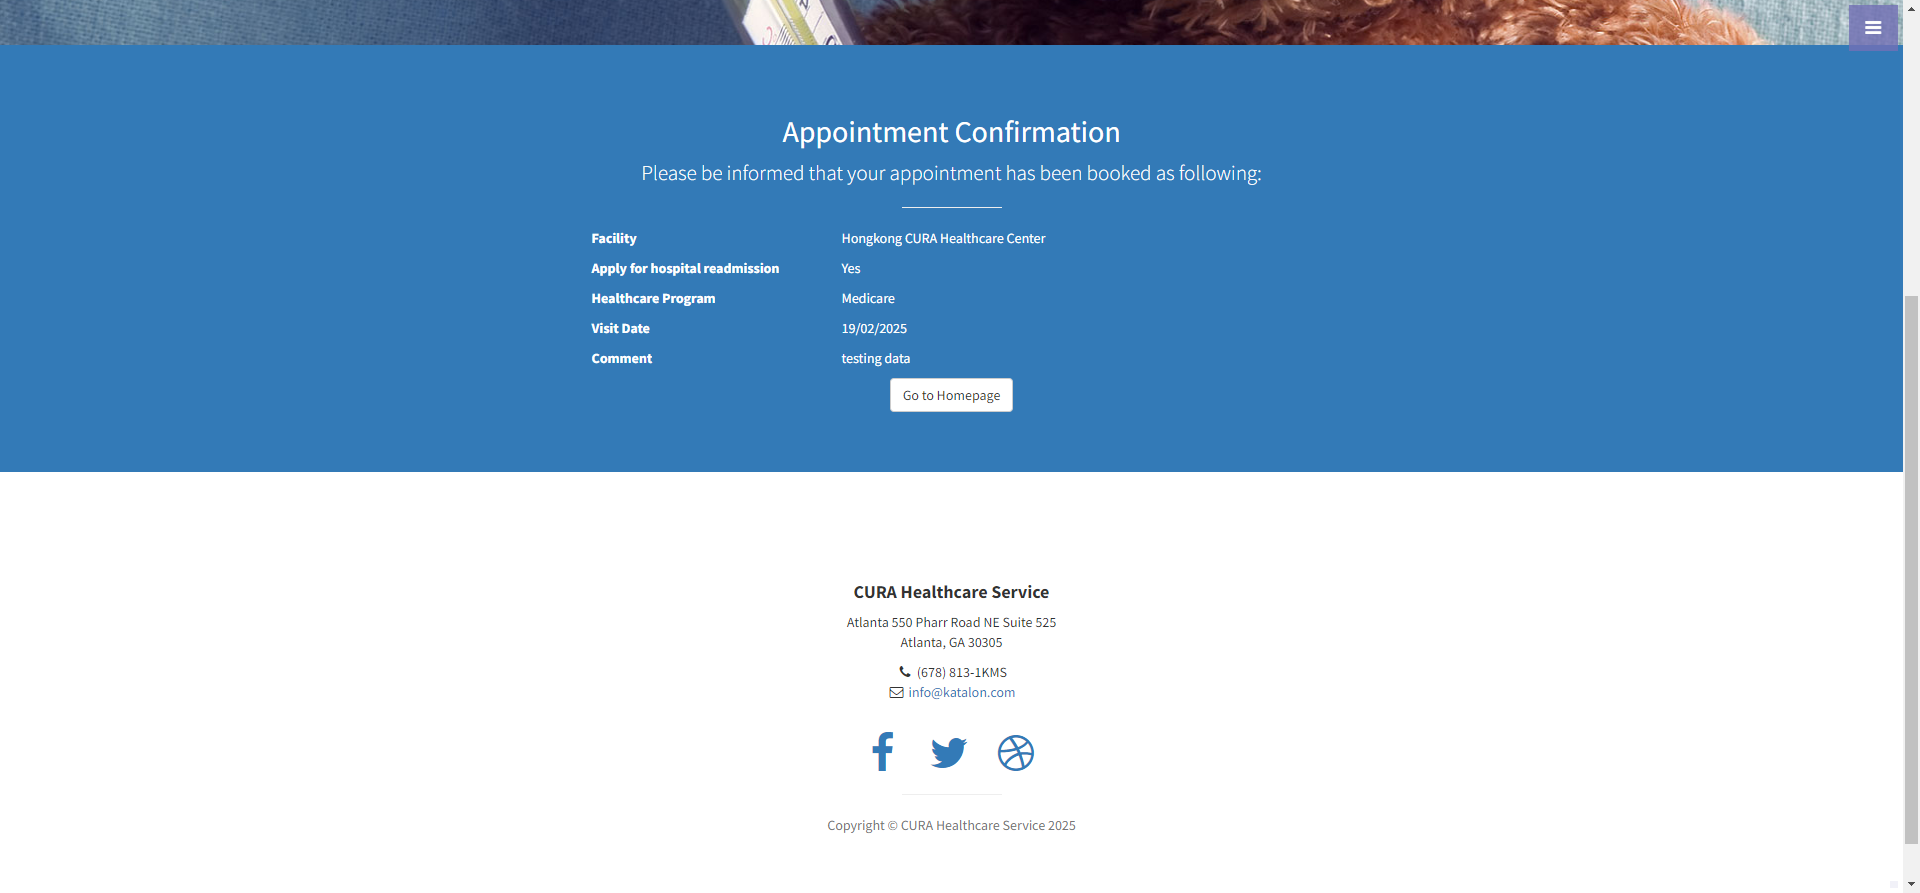 Appointment Confirmation
Please be informed that your appointment has been booked as following:
Facility Hongkong CURA Healthcare Center
Apply for hospital readmission Yes
Healthcare Program Medicare
Visit Date 19/02/2025
Comment testing data
Go to Homepage
CURA Healthcare Service
Atlanta 550 Pharr Road NE Suite 525
Atlanta, GA 30305
(678) 813-1KMS
info@katalon.com
Copyright © CURA Healthcare Service 2025